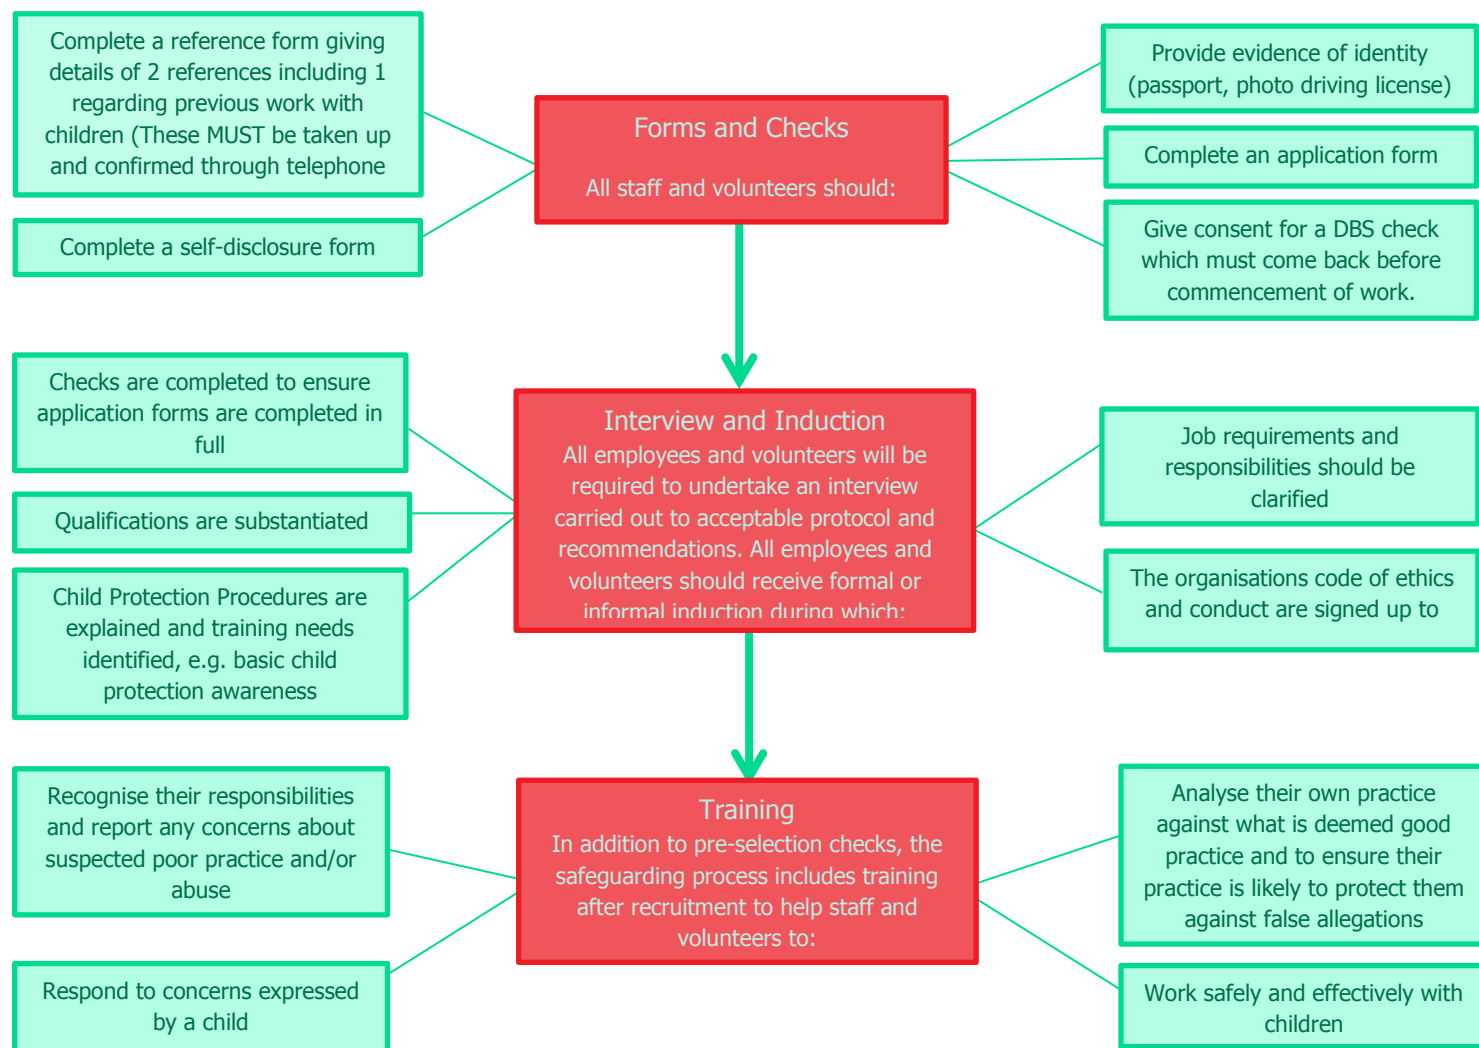 Complete a reference form giving
details of 2 references including 1
regarding previous work with
children (These MUST be taken up
and confirmed through telephone
Complete a self-disclosure form
Forms and Checks
All staff and volunteers should:
Provide evidence of identity
(passport, photo driving license)
Complete an application form
Give consent for a DBS check
which must come back before
commencement of work.
Checks are completed to ensure
application forms are completed in
full
Qualifications are substantiated
Child Protection Procedures are
explained and training needs
identified, e.g. basic child
protection awareness
Interview and Induction
All employees and volunteers will be
required to undertake an interview
carried out to acceptable protocol and
recommendations. All employees and
volunteers should receive formal or
informal induction during which:
Job requirements and
responsibilities should be
clarified
The organisations code of ethics
and conduct are signed up to
Recognise their responsibilities
and report any concerns about
suspected poor practice and/or
abuse
Respond to concerns expressed
by a child
Training
In addition to pre-selection checks, the
safeguarding process includes training
after recruitment to help staff and
volunteers to:
Analyse their own practice
against what is deemed good
practice and to ensure their
practice is likely to protect them
against false allegations
Work safely and effectively with
children